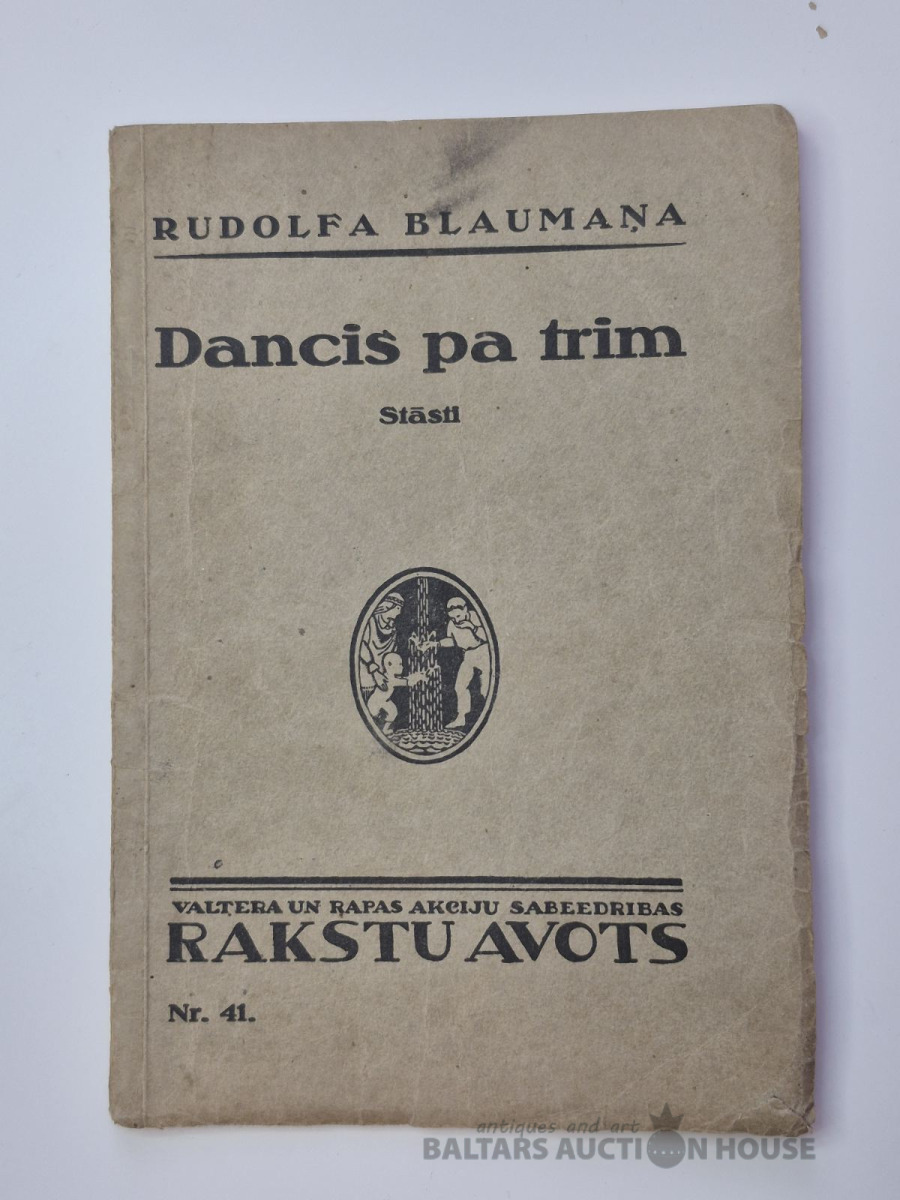 RUDOLFA BLAUMAŅA
Dancis pa trim
Stāsti
VALTERA UN RAPAS AKCIJU SABEEDRIBAS
RAKSTU AVOTS
Nr. 41.
antiques and art
BALTARS AUCTION HOUSE